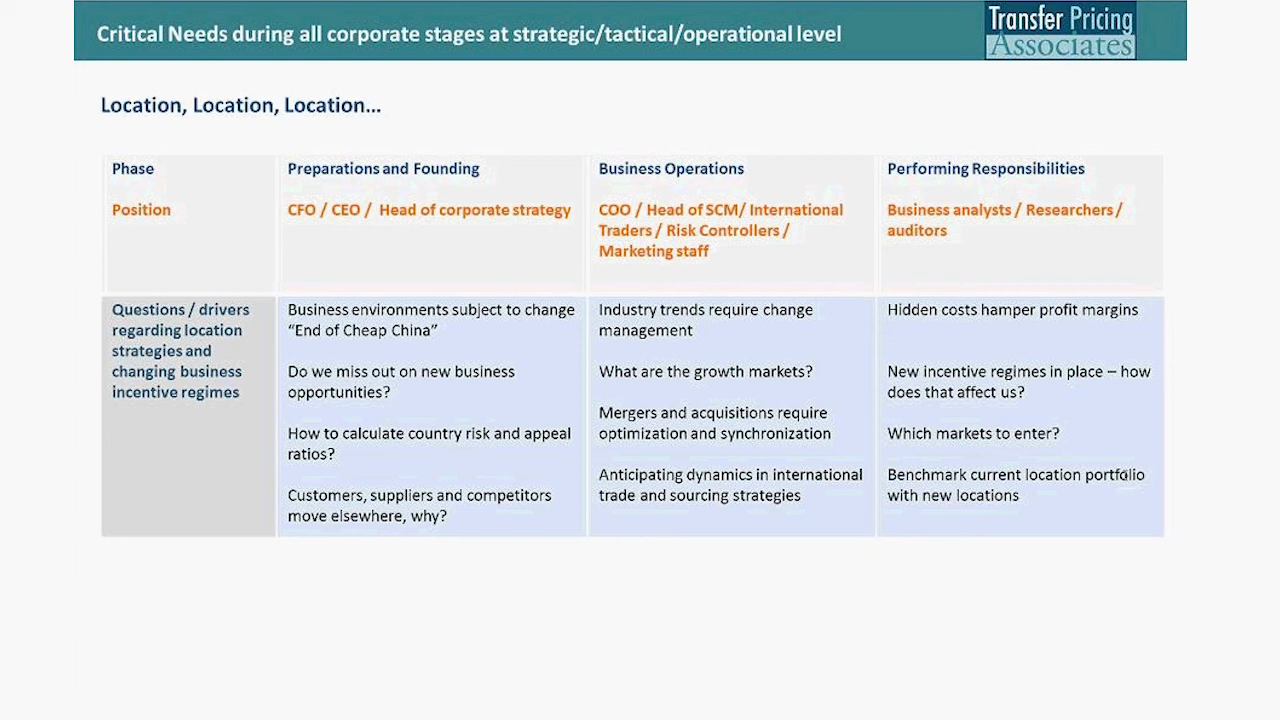 Critical Needs during all corporate stages at strategic/tactical/operational level
Transfer Pricing
Associates
Location, Location, Location...
Phase
Position
Preparations and Founding
CFO / CEO / Head of corporate strategy
Business Operations
COO / Head of SCM/ International
Traders / Risk Controllers /
Marketing staff
Performing Responsibilities
Business analysts / Researchers /
auditors
Questions / drivers
regarding location
strategies and
changing business
incentive regimes
Business environments subject to change
“End of Cheap China”
Do we miss out on new business
opportunities?
How to calculate country risk and appeal
ratios?
Customers, suppliers and competitors
move elsewhere, why?
Industry trends require change
management
What are the growth markets?
Mergers and acquisitions require
optimization and synchronization
Anticipating dynamics in international
trade and sourcing strategies
Hidden costs hamper profit margins
New incentive regimes in place – how
does that affect us?
Which markets to enter?
Benchmark current location portfolio
with new locations